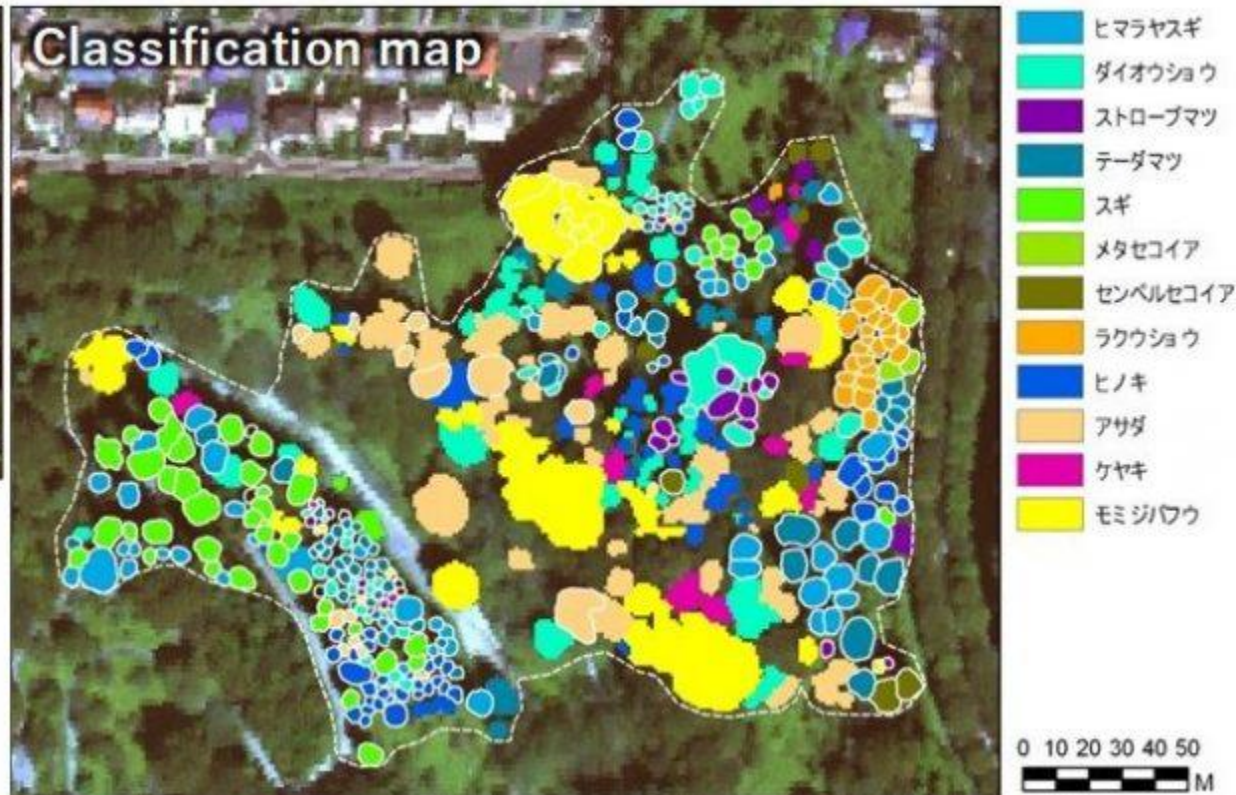 Classification map
ヒマラヤスギ
ダイオウショウ
ストローブマツ
テーダマツ
スギ
メタセコイア
センペルセコイア
ラクウショウ
ヒノキ
アサダ
ケヤキ
モミジバフウ
0 10 20 30 40 50
M